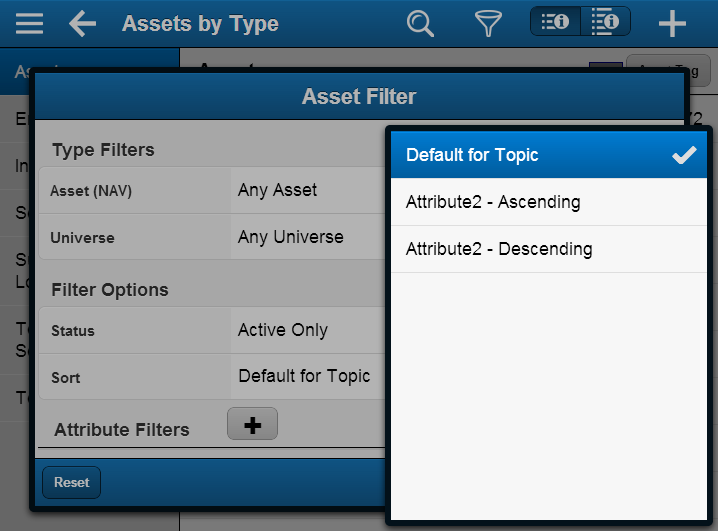 Assets by Type
Asset Filter
Type Filters
Asset (NAV) Any Asset
Universe Any Universe
Filter Options
Status Active Only
Sort Default for Topic
Attribute Filters
Reset
Default for Topic
Attribute2 - Ascending
Attribute2 - Descending